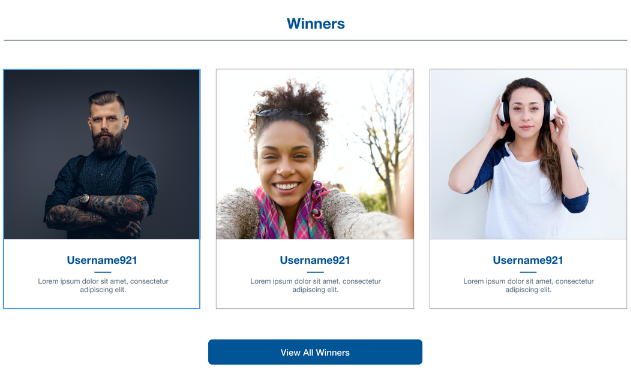 Winners
Username921
Lorem ipsum dolor sit amet, consectetur
adipiscing elit.
Username921
Lorem ipsum dolor sit amet, consectetur
adipiscing elit.
Username921
Lorem ipsum dolor sit amet, consectetur
adipiscing elit.
View All Winners